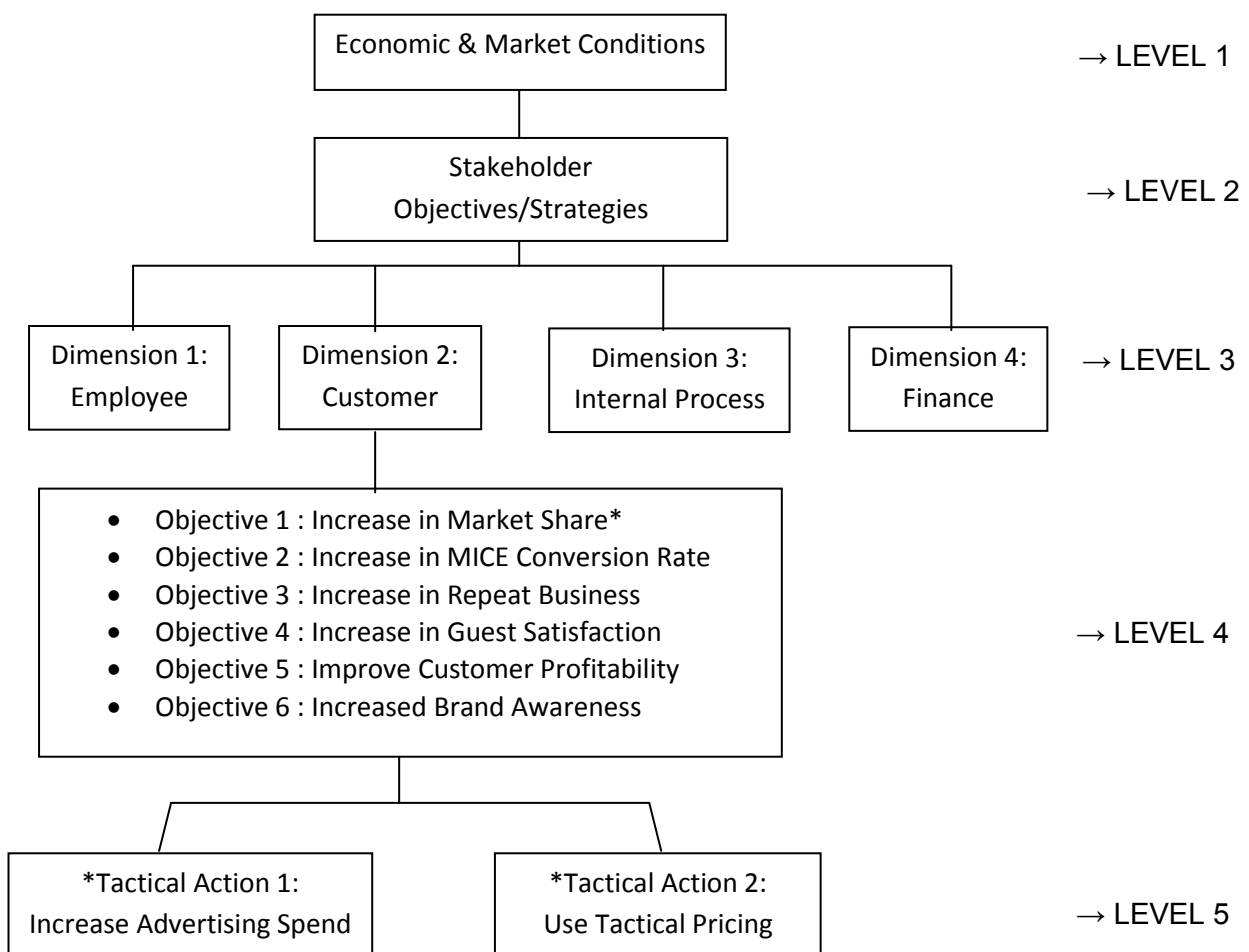 Economic & Market Conditions
→ LEVEL 1
Stakeholder
Objectives/Strategies
→ LEVEL 2
Dimension 1:
Employee
Dimension 2:
Customer
Dimension 3:
Internal Process
Dimension 4:
Finance
→ LEVEL 3
• Objective 1 : Increase in Market Share*
• Objective 2 : Increase in MICE Conversion Rate
• Objective 3 : Increase in Repeat Business
• Objective 4 : Increase in Guest Satisfaction
• Objective 5 : Improve Customer Profitability
• Objective 6 : Increased Brand Awareness
→ LEVEL 4
*Tactical Action 1:
Increase Advertising Spend
*Tactical Action 2:
Use Tactical Pricing
→ LEVEL 5